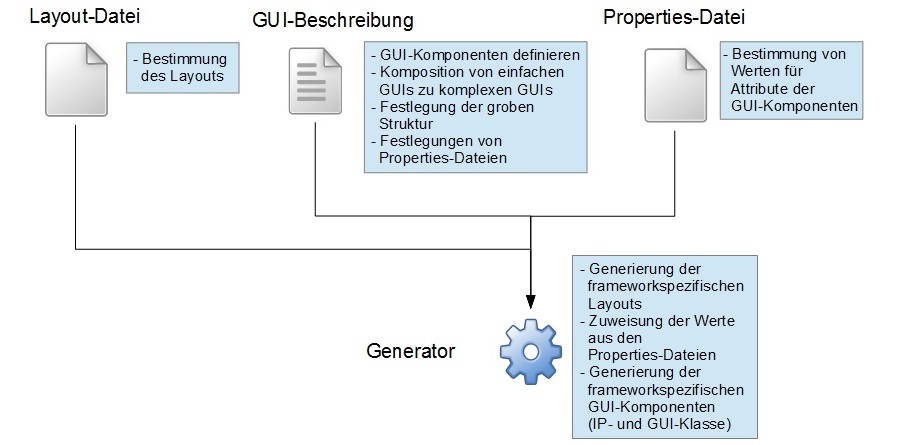 Layout-Datei
GUI-Beschreibung
Properties-Datei
- Bestimmung
des Layouts
- GUI-Komponenten definieren
- Komposition von einfachen
GUIs zu komplexen GUIs
- Festlegung der groben
Struktur
- Festlegungen von
Properties-Dateien
- Bestimmung von
Werten für
Attribute der
GUI-Komponenten
Generator
- Generierung der
frameworkspezifischen
Layouts
- Zuweisung der Werte
aus den
Properties-Dateien
- Generierung der
frameworkspezifischen
GUI-Komponenten
(IP- und GUI-Klasse)